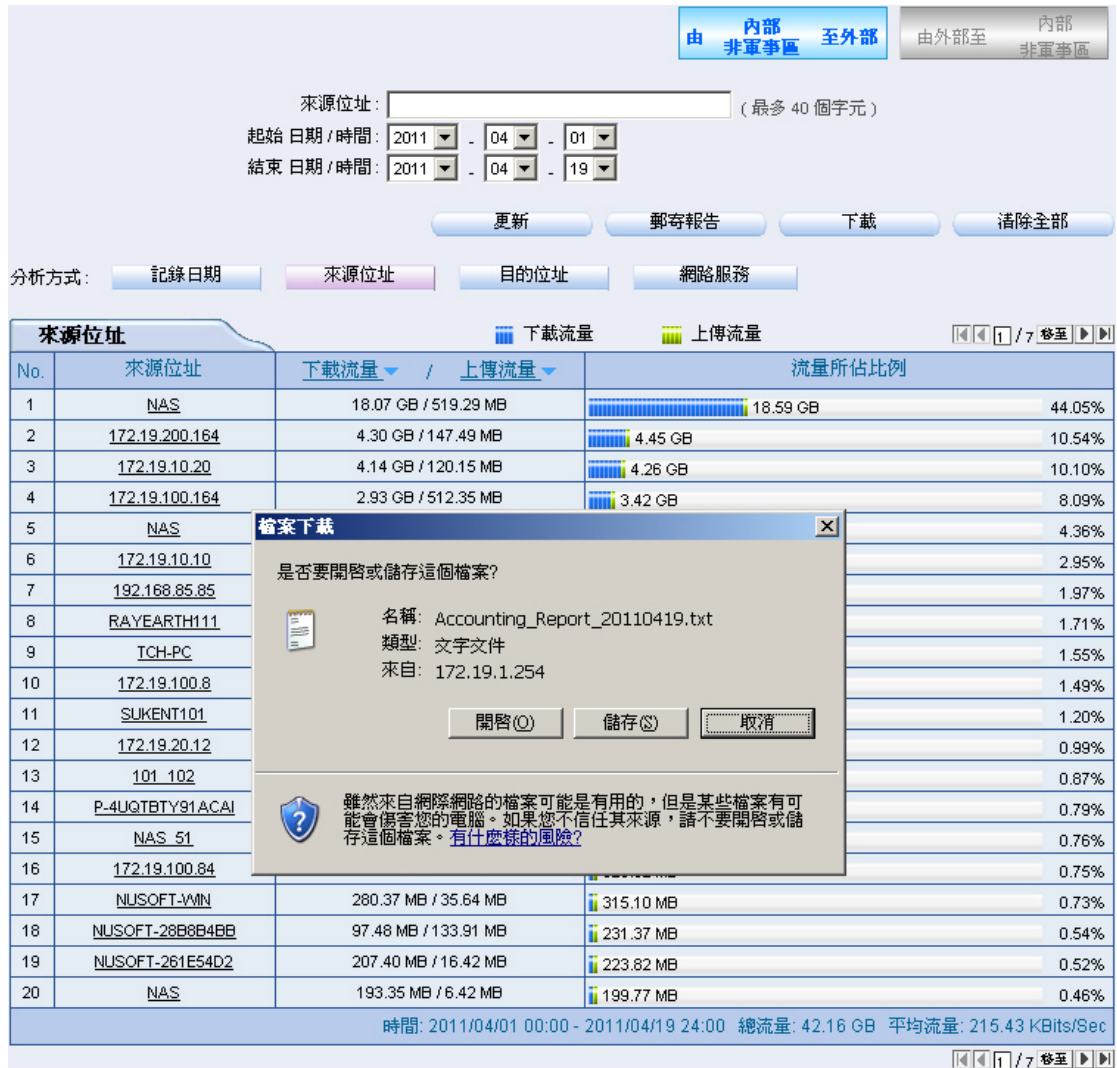 由 內部 非軍事區 至外部
由外部至 內部 非軍事區
來源位址: (最多 40 個字元)
起始 日期 / 時間: 2011 - 04 - 01
結束 日期 / 時間: 2011 - 04 - 19
更新 郵寄報告 下載 清除全部
分析方式: 記錄日期 來源位址 目的位址 網路服務
來源位址 下載流量 上傳流量 1 / 7 移至
No. 來源位址 下載流量 / 上傳流量 流量所佔比例
1 NAS 18.07 GB / 519.29 MB 18.59 GB 44.05%
2 172.19.200.164 4.30 GB / 147.49 MB 4.45 GB 10.54%
3 172.19.10.20 4.14 GB / 120.15 MB 4.26 GB 10.10%
4 172.19.100.164 2.93 GB / 512.35 MB 3.42 GB 8.09%
5 NAS 4.36%
6 172.19.10.10 2.95%
7 192.168.85.85 1.97%
8 RAYEARTH111 1.71%
9 TCH-PC 1.55%
10 172.19.100.8 1.49%
11 SUKENT101 1.20%
12 172.19.20.12 0.99%
13 101_102 0.87%
14 P-4UQTBTY91ACAI 0.79%
15 NAS_51 0.76%
16 172.19.100.84 0.75%
檔案下載
是否要開啟或儲存這個檔案?
名稱: Accounting_Report_20110419.txt
類型: 文字文件
來自: 172.19.1.254
開啟(O) 儲存(S) 取消
雖然來自網際網路的檔案可能是有用的，但是某些檔案有可
能會傷害您的電腦。如果您不信任其來源，請不要開啟或儲
存這個檔案。有什麼樣的風險?
17 NUSOFT-WIN 280.37 MB / 35.64 MB 315.10 MB 0.73%
18 NUSOFT-28B8B4BB 97.48 MB / 133.91 MB 231.37 MB 0.54%
19 NUSOFT-261E54D2 207.40 MB / 16.42 MB 223.82 MB 0.52%
20 NAS 193.35 MB / 6.42 MB 199.77 MB 0.46%
時間: 2011/04/01 00:00 - 2011/04/19 24:00 總流量: 42.16 GB 平均流量: 215.43 KBits/Sec
1 / 7 移至